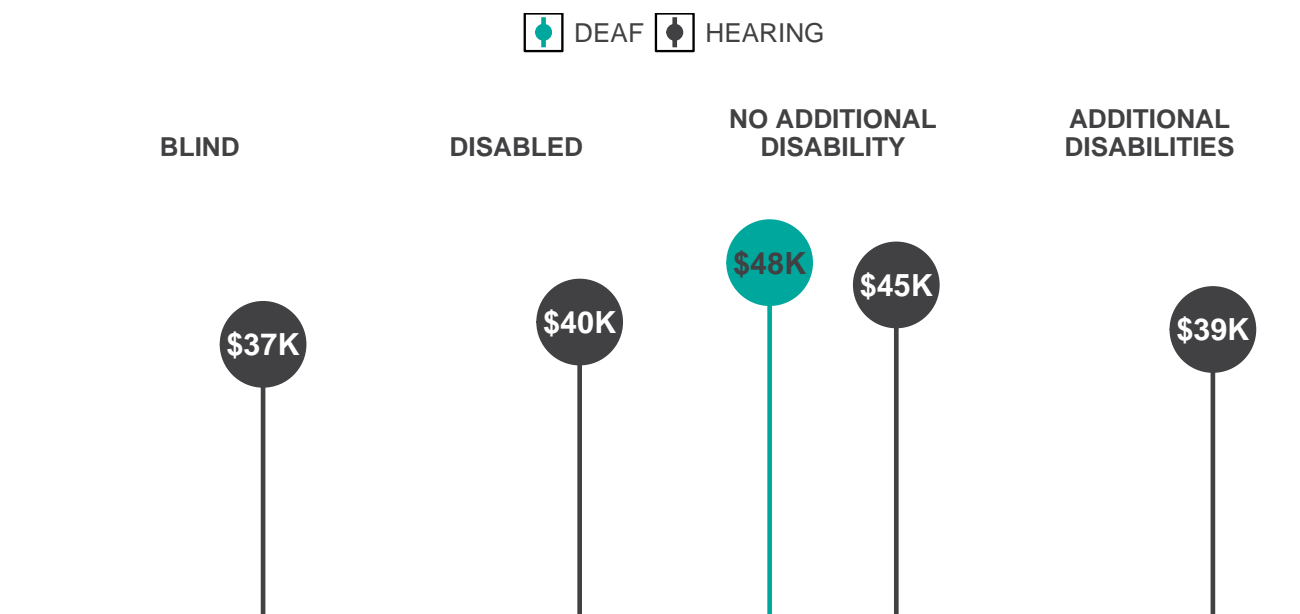 DEAF HEARING
BLIND
DISABLED
NO ADDITIONAL
DISABILITY
ADDITIONAL
DISABILITIES
$48K
$45K
$40K
$39K
$37K